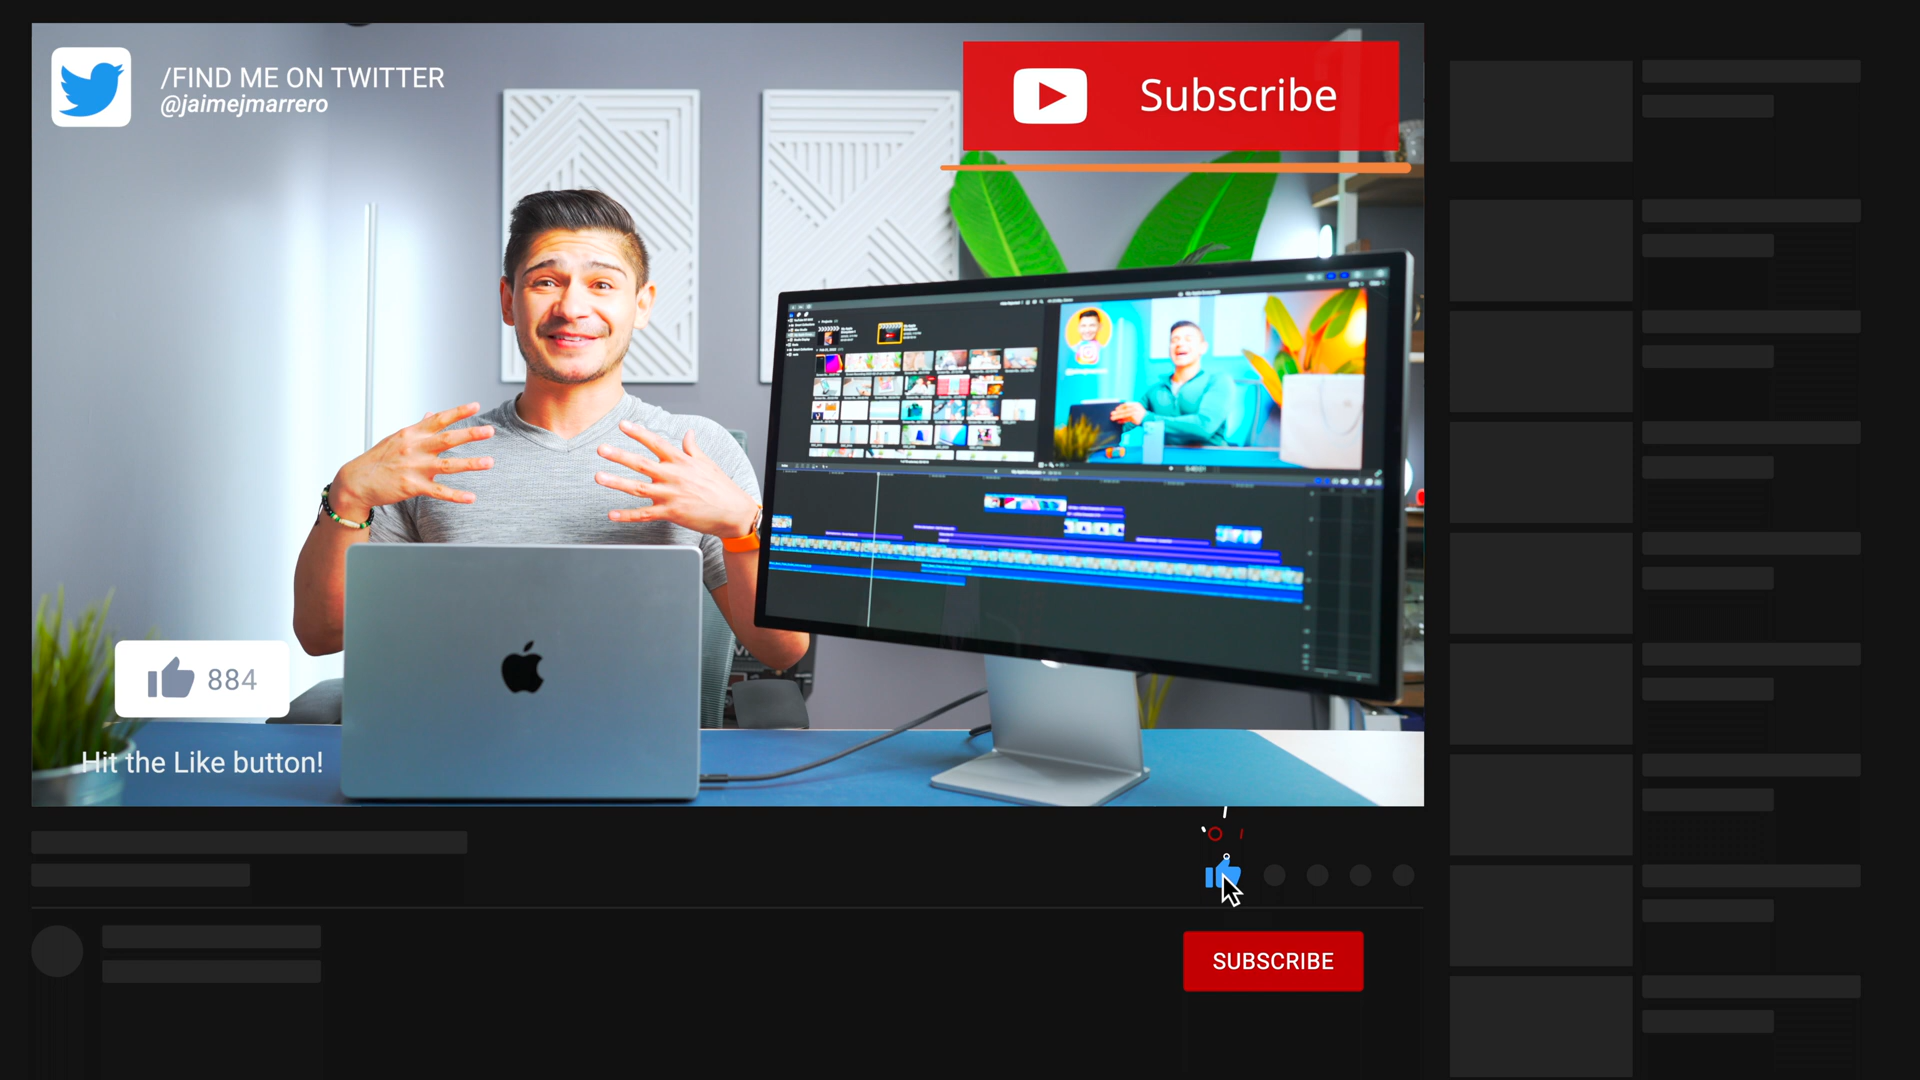 /FIND ME ON TWITTER
@jaimejmarrero
Subscribe
884
Hit the Like button!
SUBSCRIBE